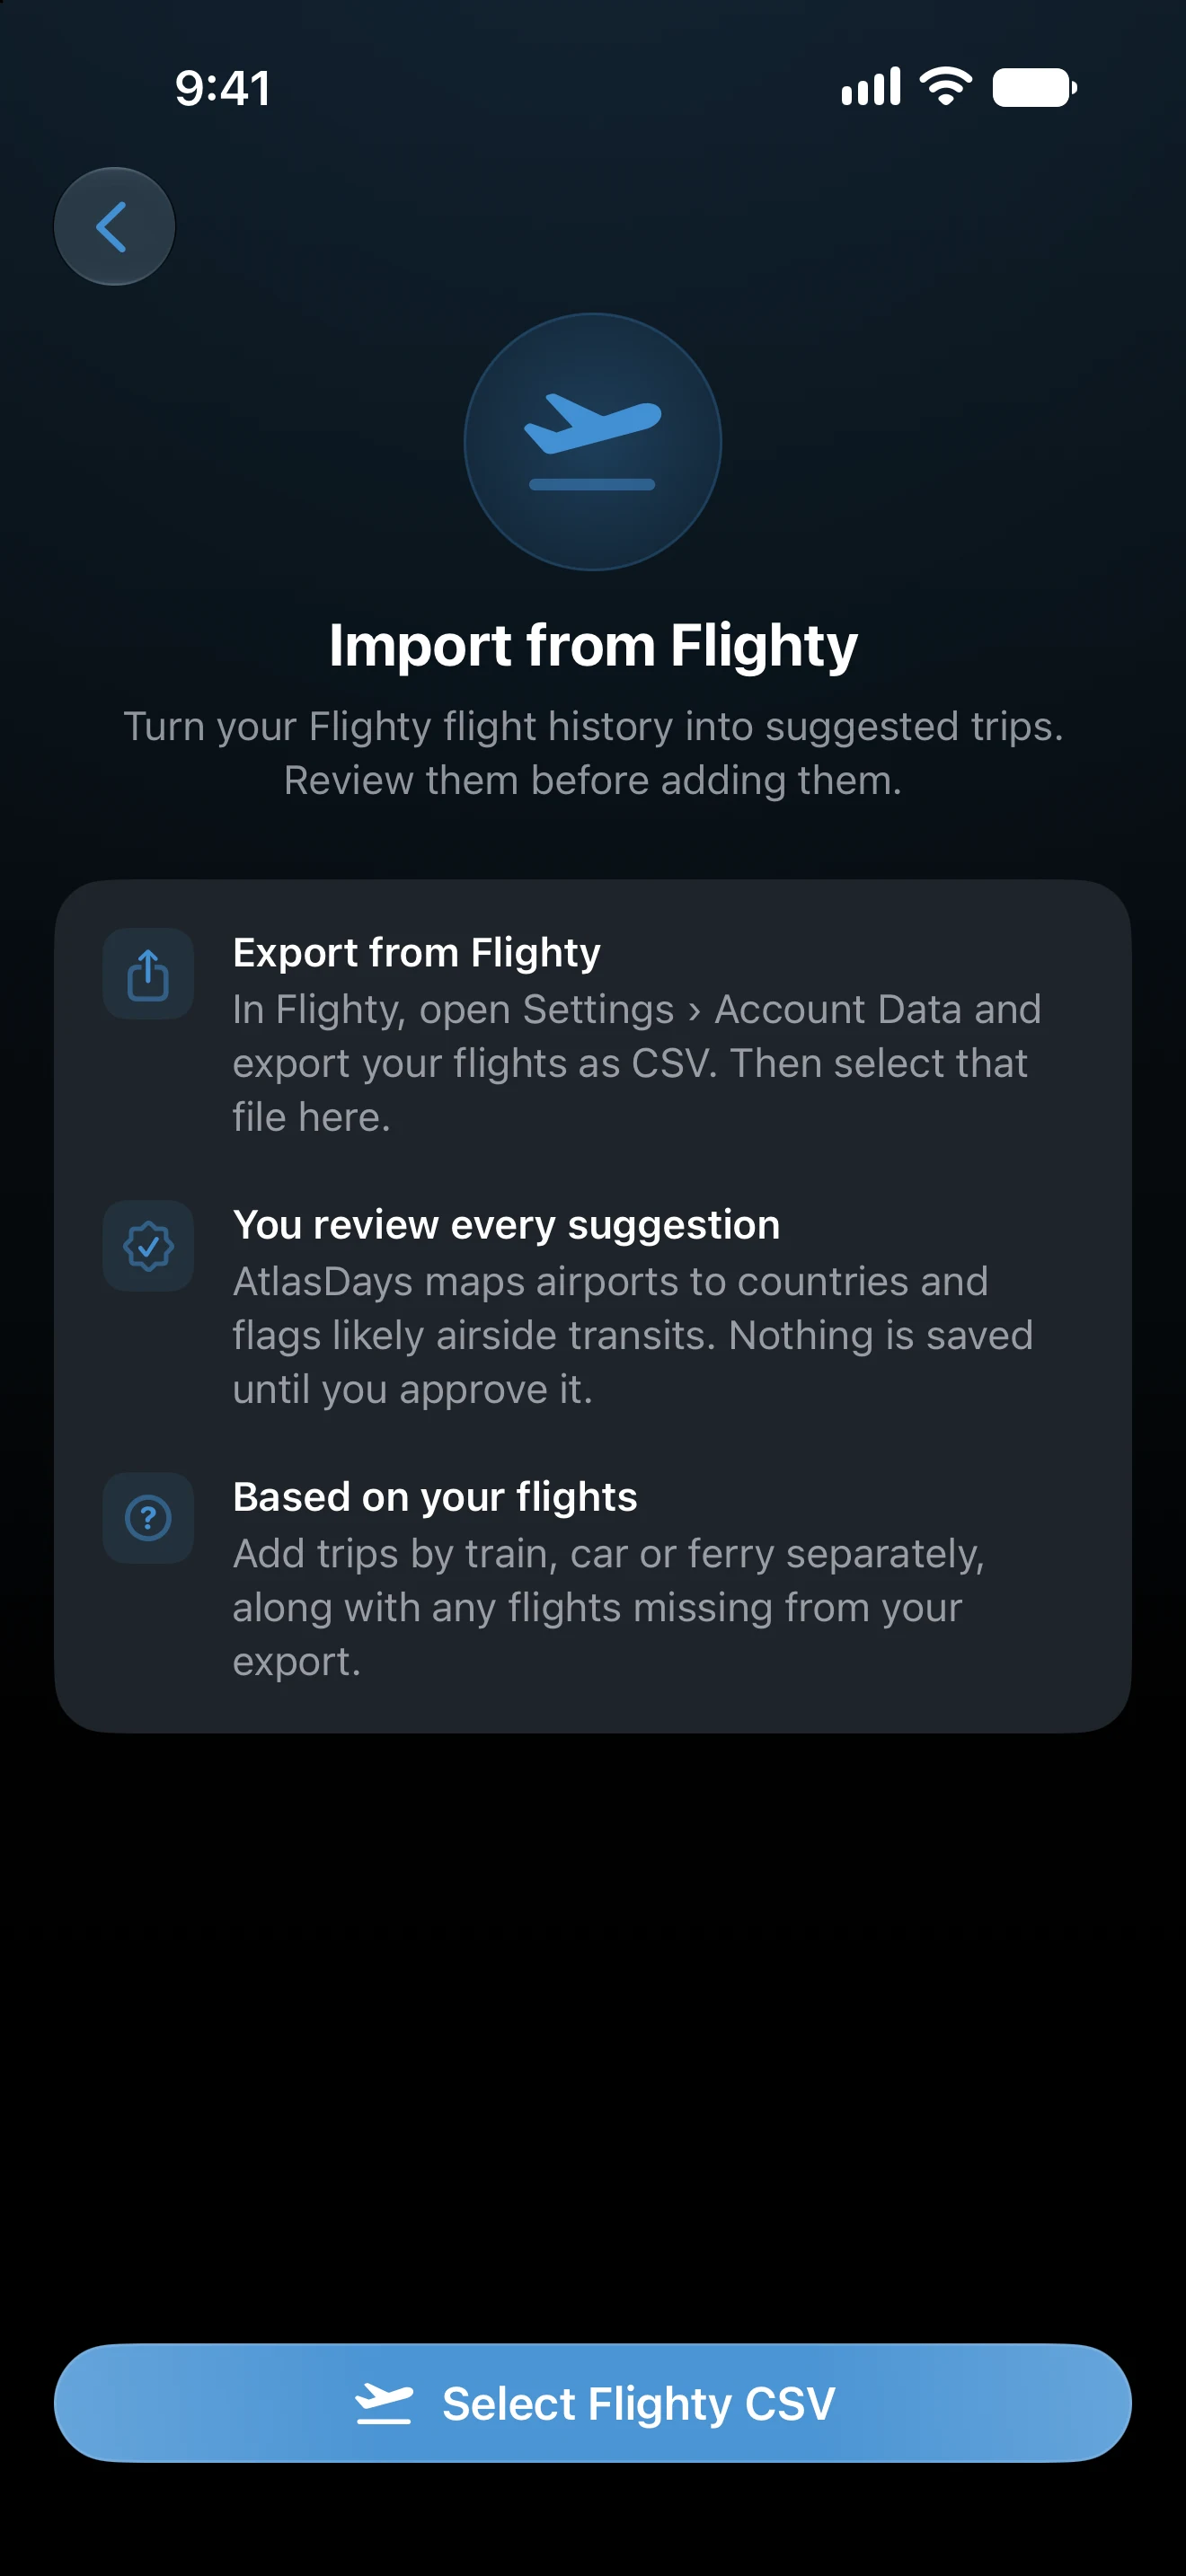 9:41
Import from Flighty
Turn your Flighty flight history into suggested trips.
Review them before adding them.
Export from Flighty
In Flighty, open Settings › Account Data and
export your flights as CSV. Then select that
file here.
You review every suggestion
AtlasDays maps airports to countries and
flags likely airside transits. Nothing is saved
until you approve it.
Based on your flights
Add trips by train, car or ferry separately,
along with any flights missing from your
export.
Select Flighty CSV